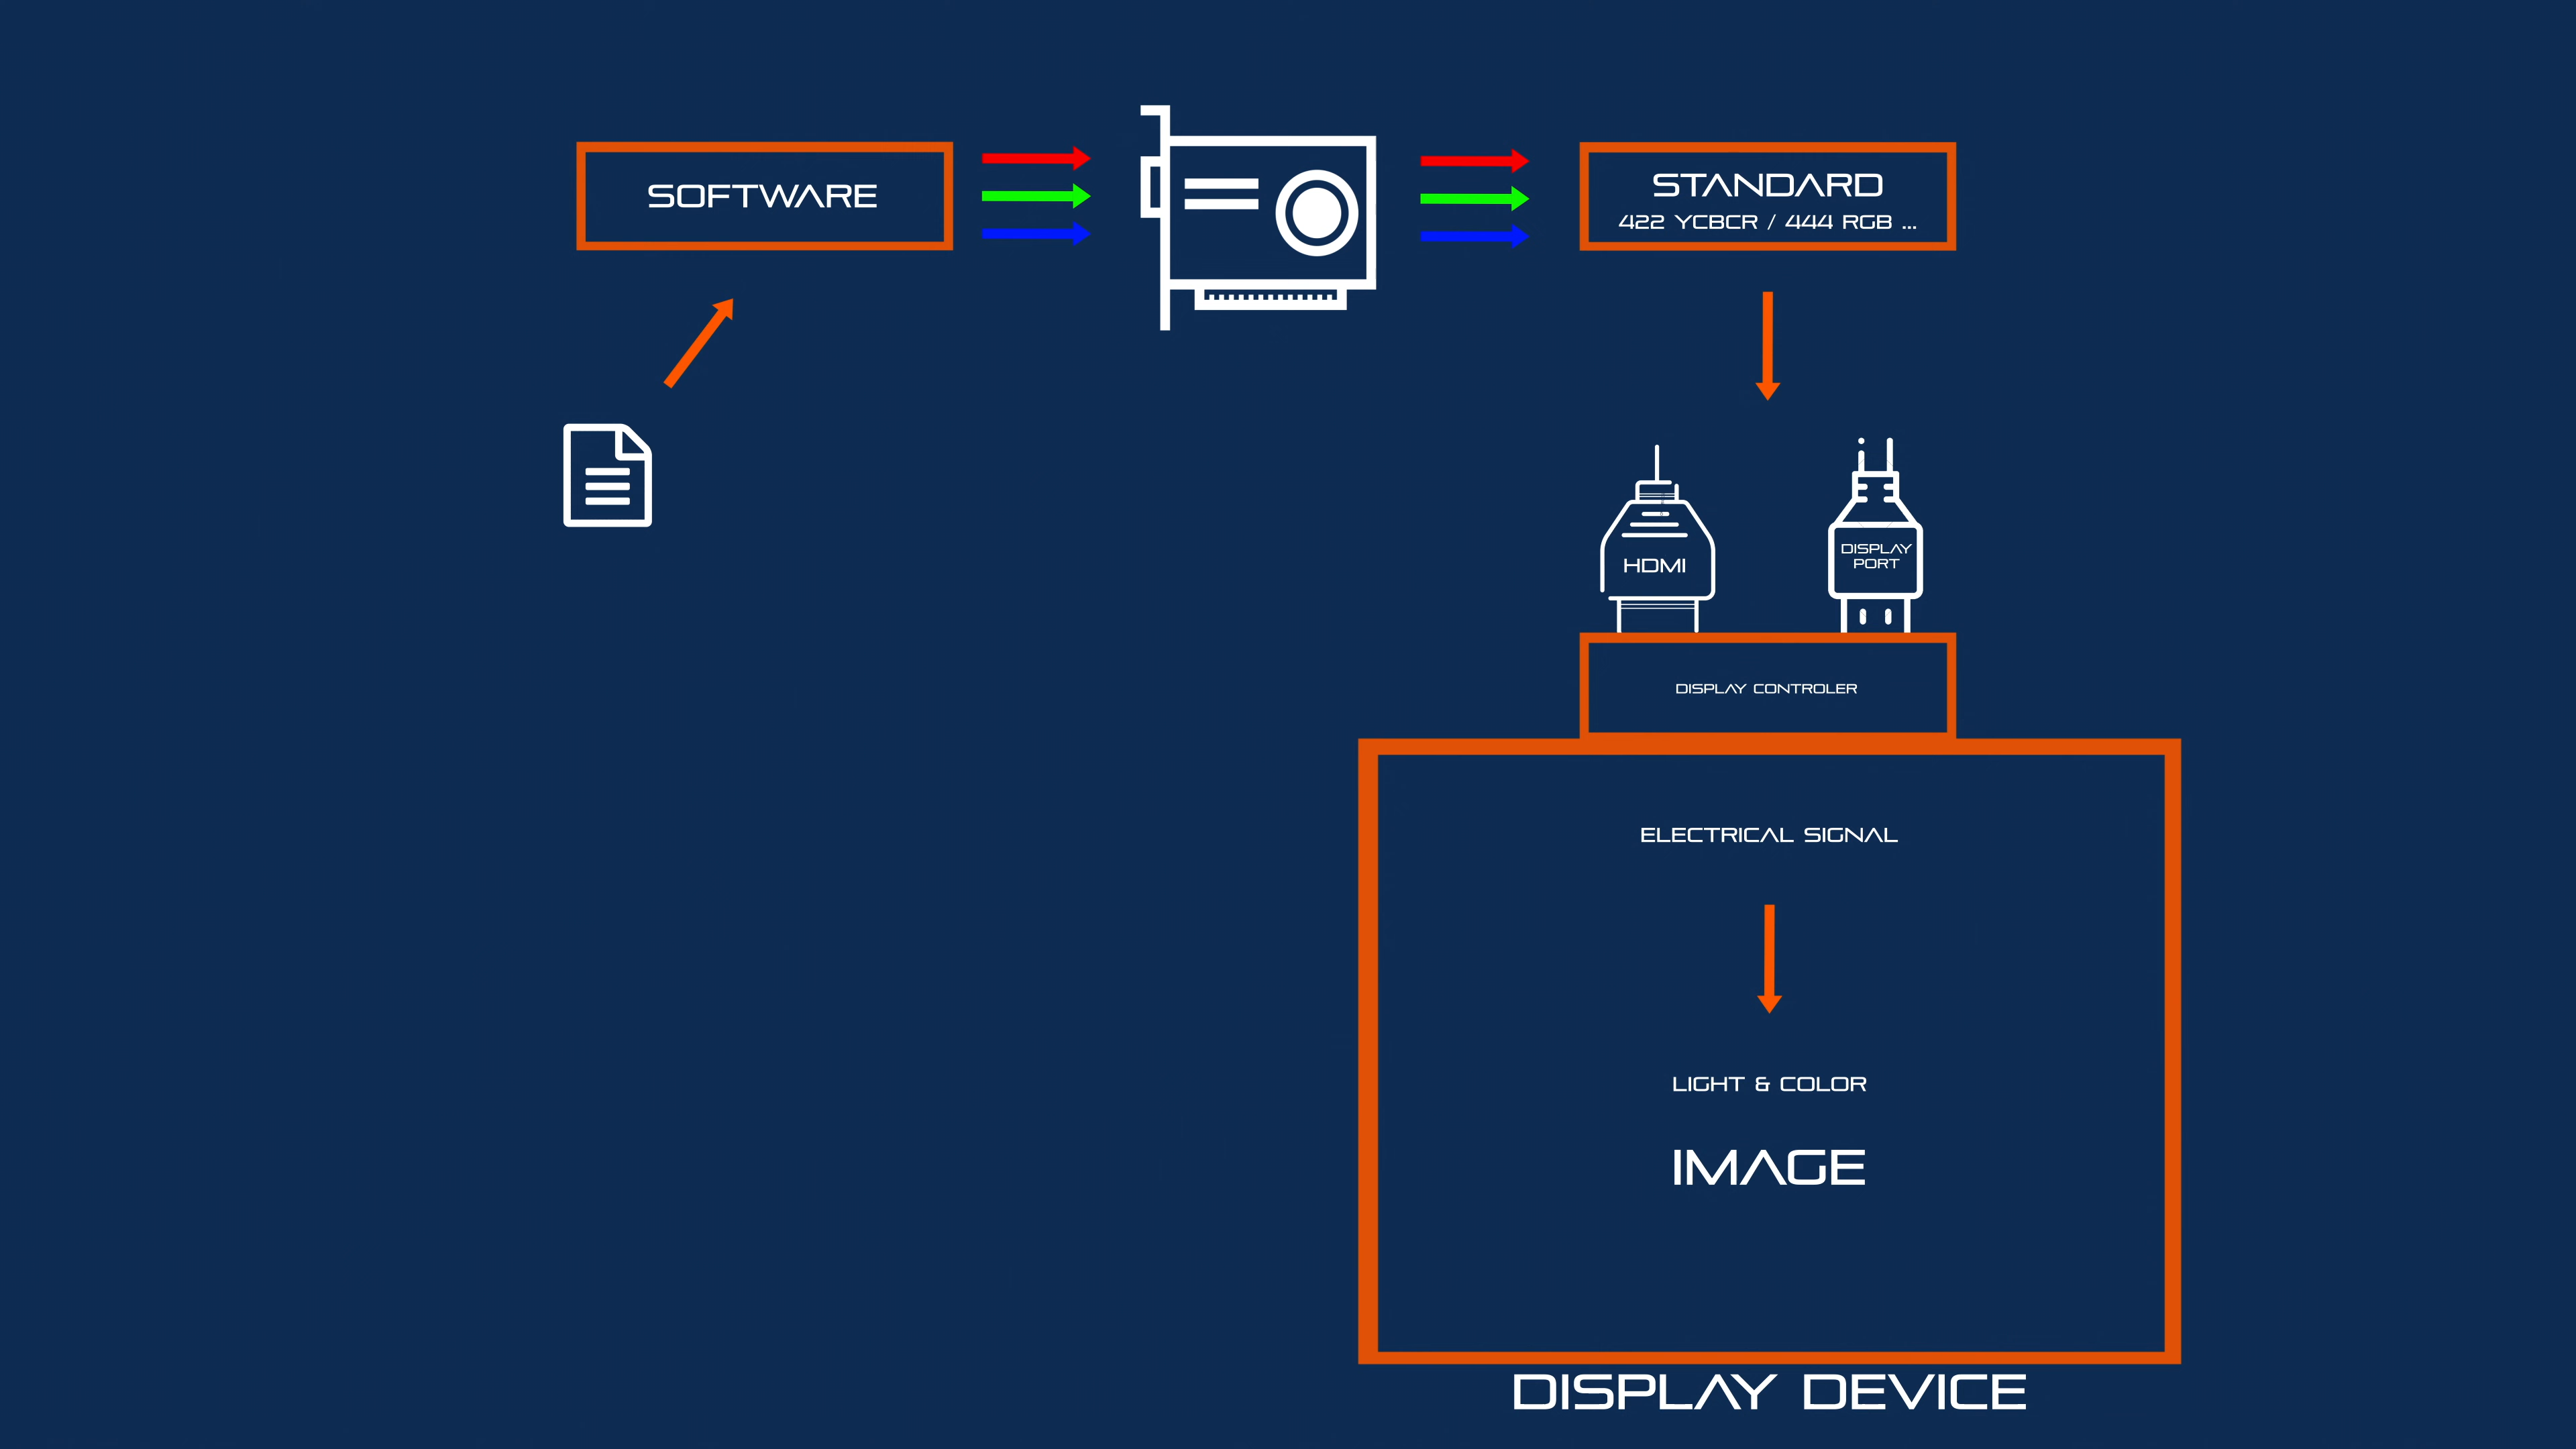 SOFTWARE
STANDARD
422 YCBCR / 444 RGB ...
HDMI
DISPLAY
PORT
DISPLAY CONTROLER
ELECTRICAL SIGNAL
LIGHT & COLOR
IMAGE
DISPLAY DEVICE